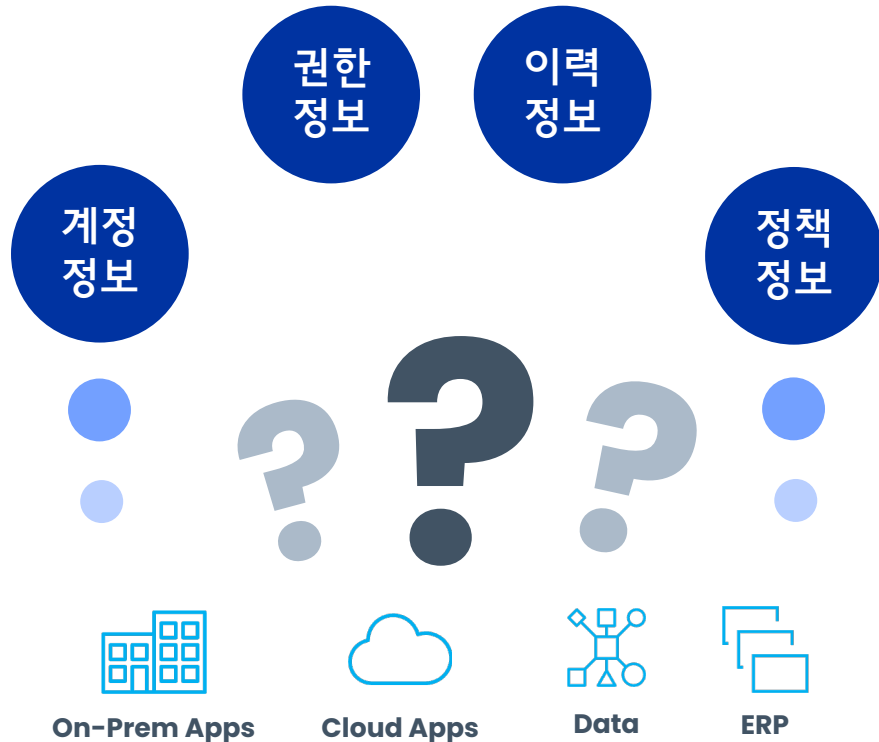 권한
정보
이력
정보
계정
정보
정책
정보
?
?
?
On-Prem Apps
Cloud Apps
Data
ERP